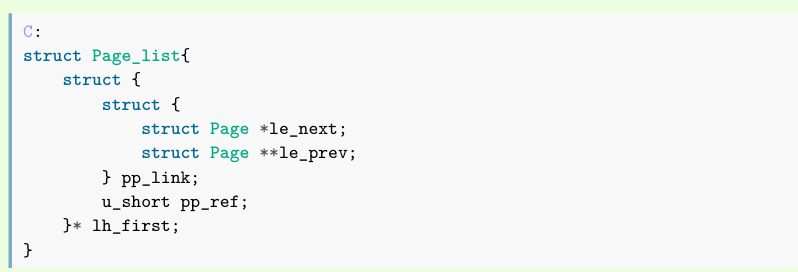 C:
struct Page_list{
    struct {
        struct {
            struct Page *le_next;
            struct Page **le_prev;
        } pp_link;
        u_short pp_ref;
    }* lh_first;
}